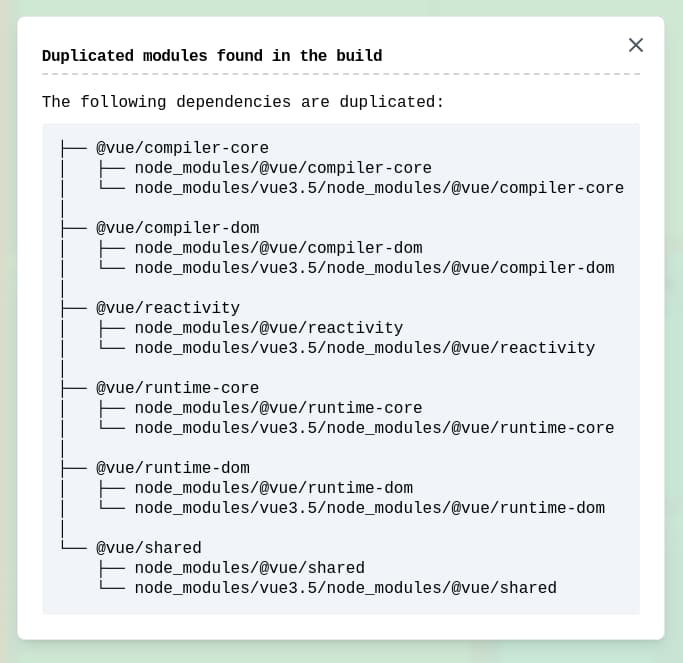 Duplicated modules found in the build
The following dependencies are duplicated:
├── @vue/compiler-core
│   ├── node_modules/@vue/compiler-core
│   └── node_modules/vue3.5/node_modules/@vue/compiler-core
│
├── @vue/compiler-dom
│   ├── node_modules/@vue/compiler-dom
│   └── node_modules/vue3.5/node_modules/@vue/compiler-dom
│
├── @vue/reactivity
│   ├── node_modules/@vue/reactivity
│   └── node_modules/vue3.5/node_modules/@vue/reactivity
│
├── @vue/runtime-core
│   ├── node_modules/@vue/runtime-core
│   └── node_modules/vue3.5/node_modules/@vue/runtime-core
│
├── @vue/runtime-dom
│   ├── node_modules/@vue/runtime-dom
│   └── node_modules/vue3.5/node_modules/@vue/runtime-dom
│
└── @vue/shared
    ├── node_modules/@vue/shared
    └── node_modules/vue3.5/node_modules/@vue/shared